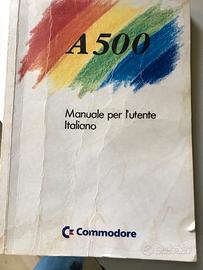 A500
Manuale per l'utente
Italiano
Commodore